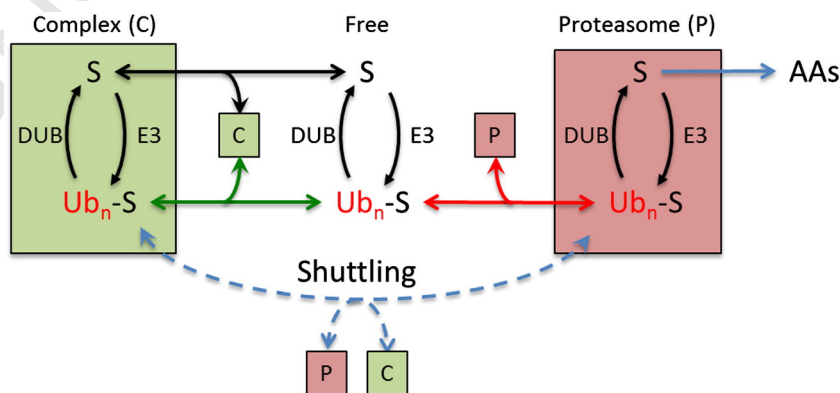 Complex (C) Free Proteasome (P)
S S S AAs
DUB E3 C DUB E3 P DUB E3
Ubn-S Ubn-S Ubn-S
Shuttling
P C